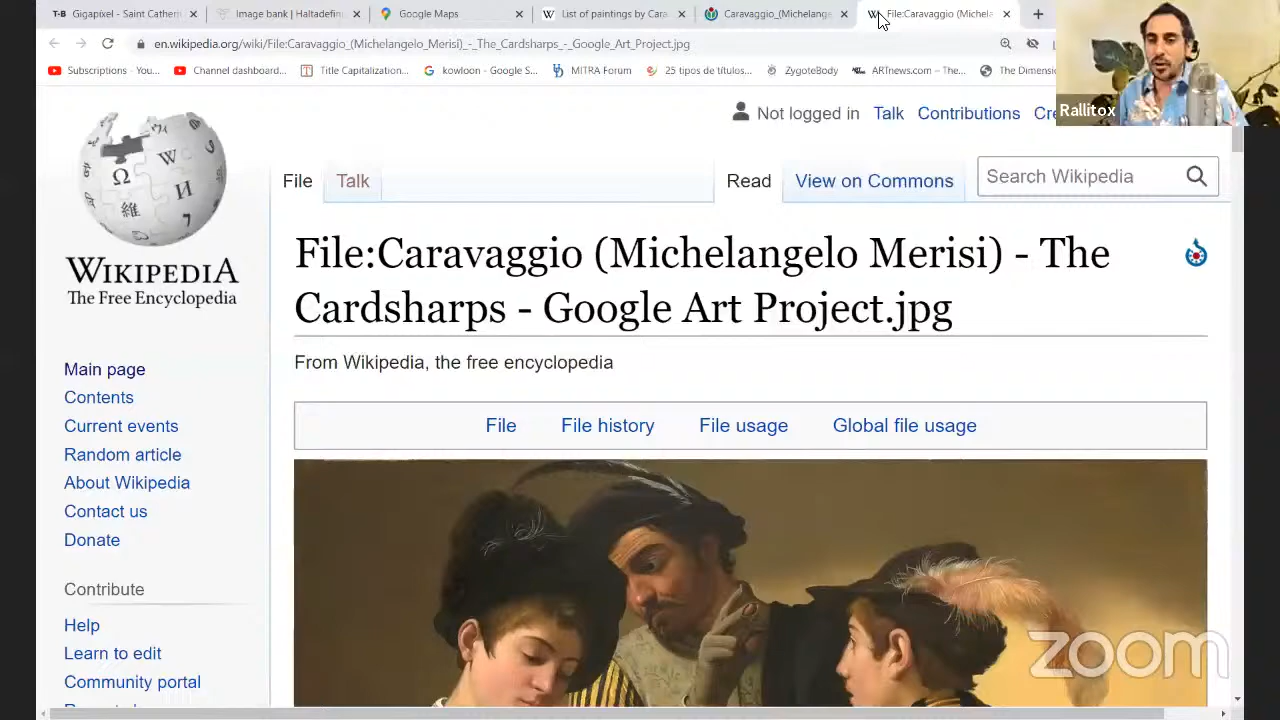 Gigapíxel - Saint Catheri
Image bank | Haltadefini
Google Maps
List of paintings by Cara
Caravaggio_(Michelange
File:Caravaggio (Michela
en.wikipedia.org/wiki/File:Caravaggio_(Michelangelo_Merisi)_-_The_Cardsharps_-_Google_Art_Project.jpg
Subscriptions - You...
Channel dashboard...
Title Capitalization...
kowloon - Google S...
MITRA Forum
25 tipos de títulos...
ZygoteBody
ARTnews.com – The...
The Dimensi
Rallitox
Not logged in
Talk
Contributions
Cre
File
Talk
Read
View on Commons
Search Wikipedia
WIKIPEDIA
The Free Encyclopedia
File:Caravaggio (Michelangelo Merisi) - The
Cardsharps - Google Art Project.jpg
From Wikipedia, the free encyclopedia
Main page
Contents
Current events
Random article
About Wikipedia
Contact us
Donate
Contribute
Help
Learn to edit
Community portal
File
File history
File usage
Global file usage
zoom